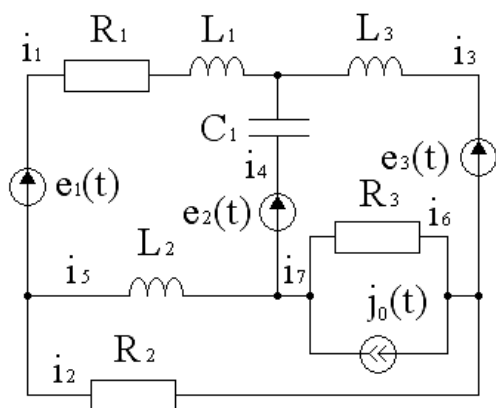 i₁ R₁ L₁ L₃ i₃
C₁
i₄
e₁(t) e₂(t) e₃(t)
R₃ i₆
L₂
i₅ i₇
j₀(t)
i₂ R₂